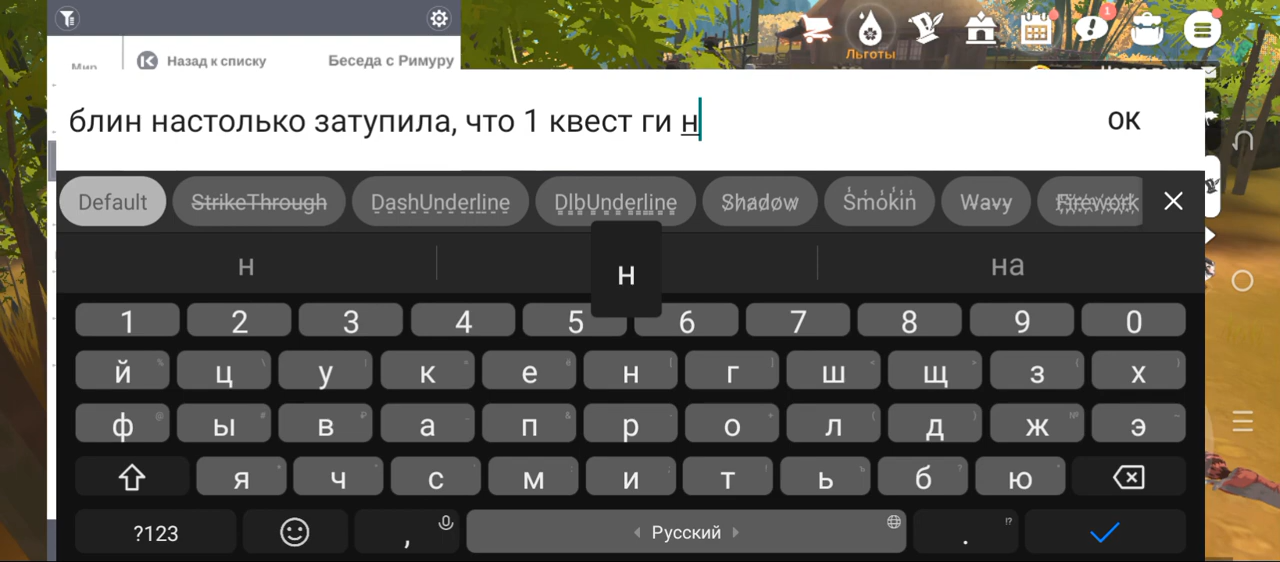 Льготы
1
Назад к списку
Беседа с Римуру
блин настолько затупила, что 1 квест ги н
ОК
Default
StrikeThrough
DashUnderline
DlbUnderline
Shadow
Smokin
Wavy
Firework
н
н
на
1 2 3 4 5 6 7 8 9 0
й ц у к е н г ш щ з х
ф ы в а п р о л д ж э
я ч с м и т ь б ю
?123
,
Русский
.
!?